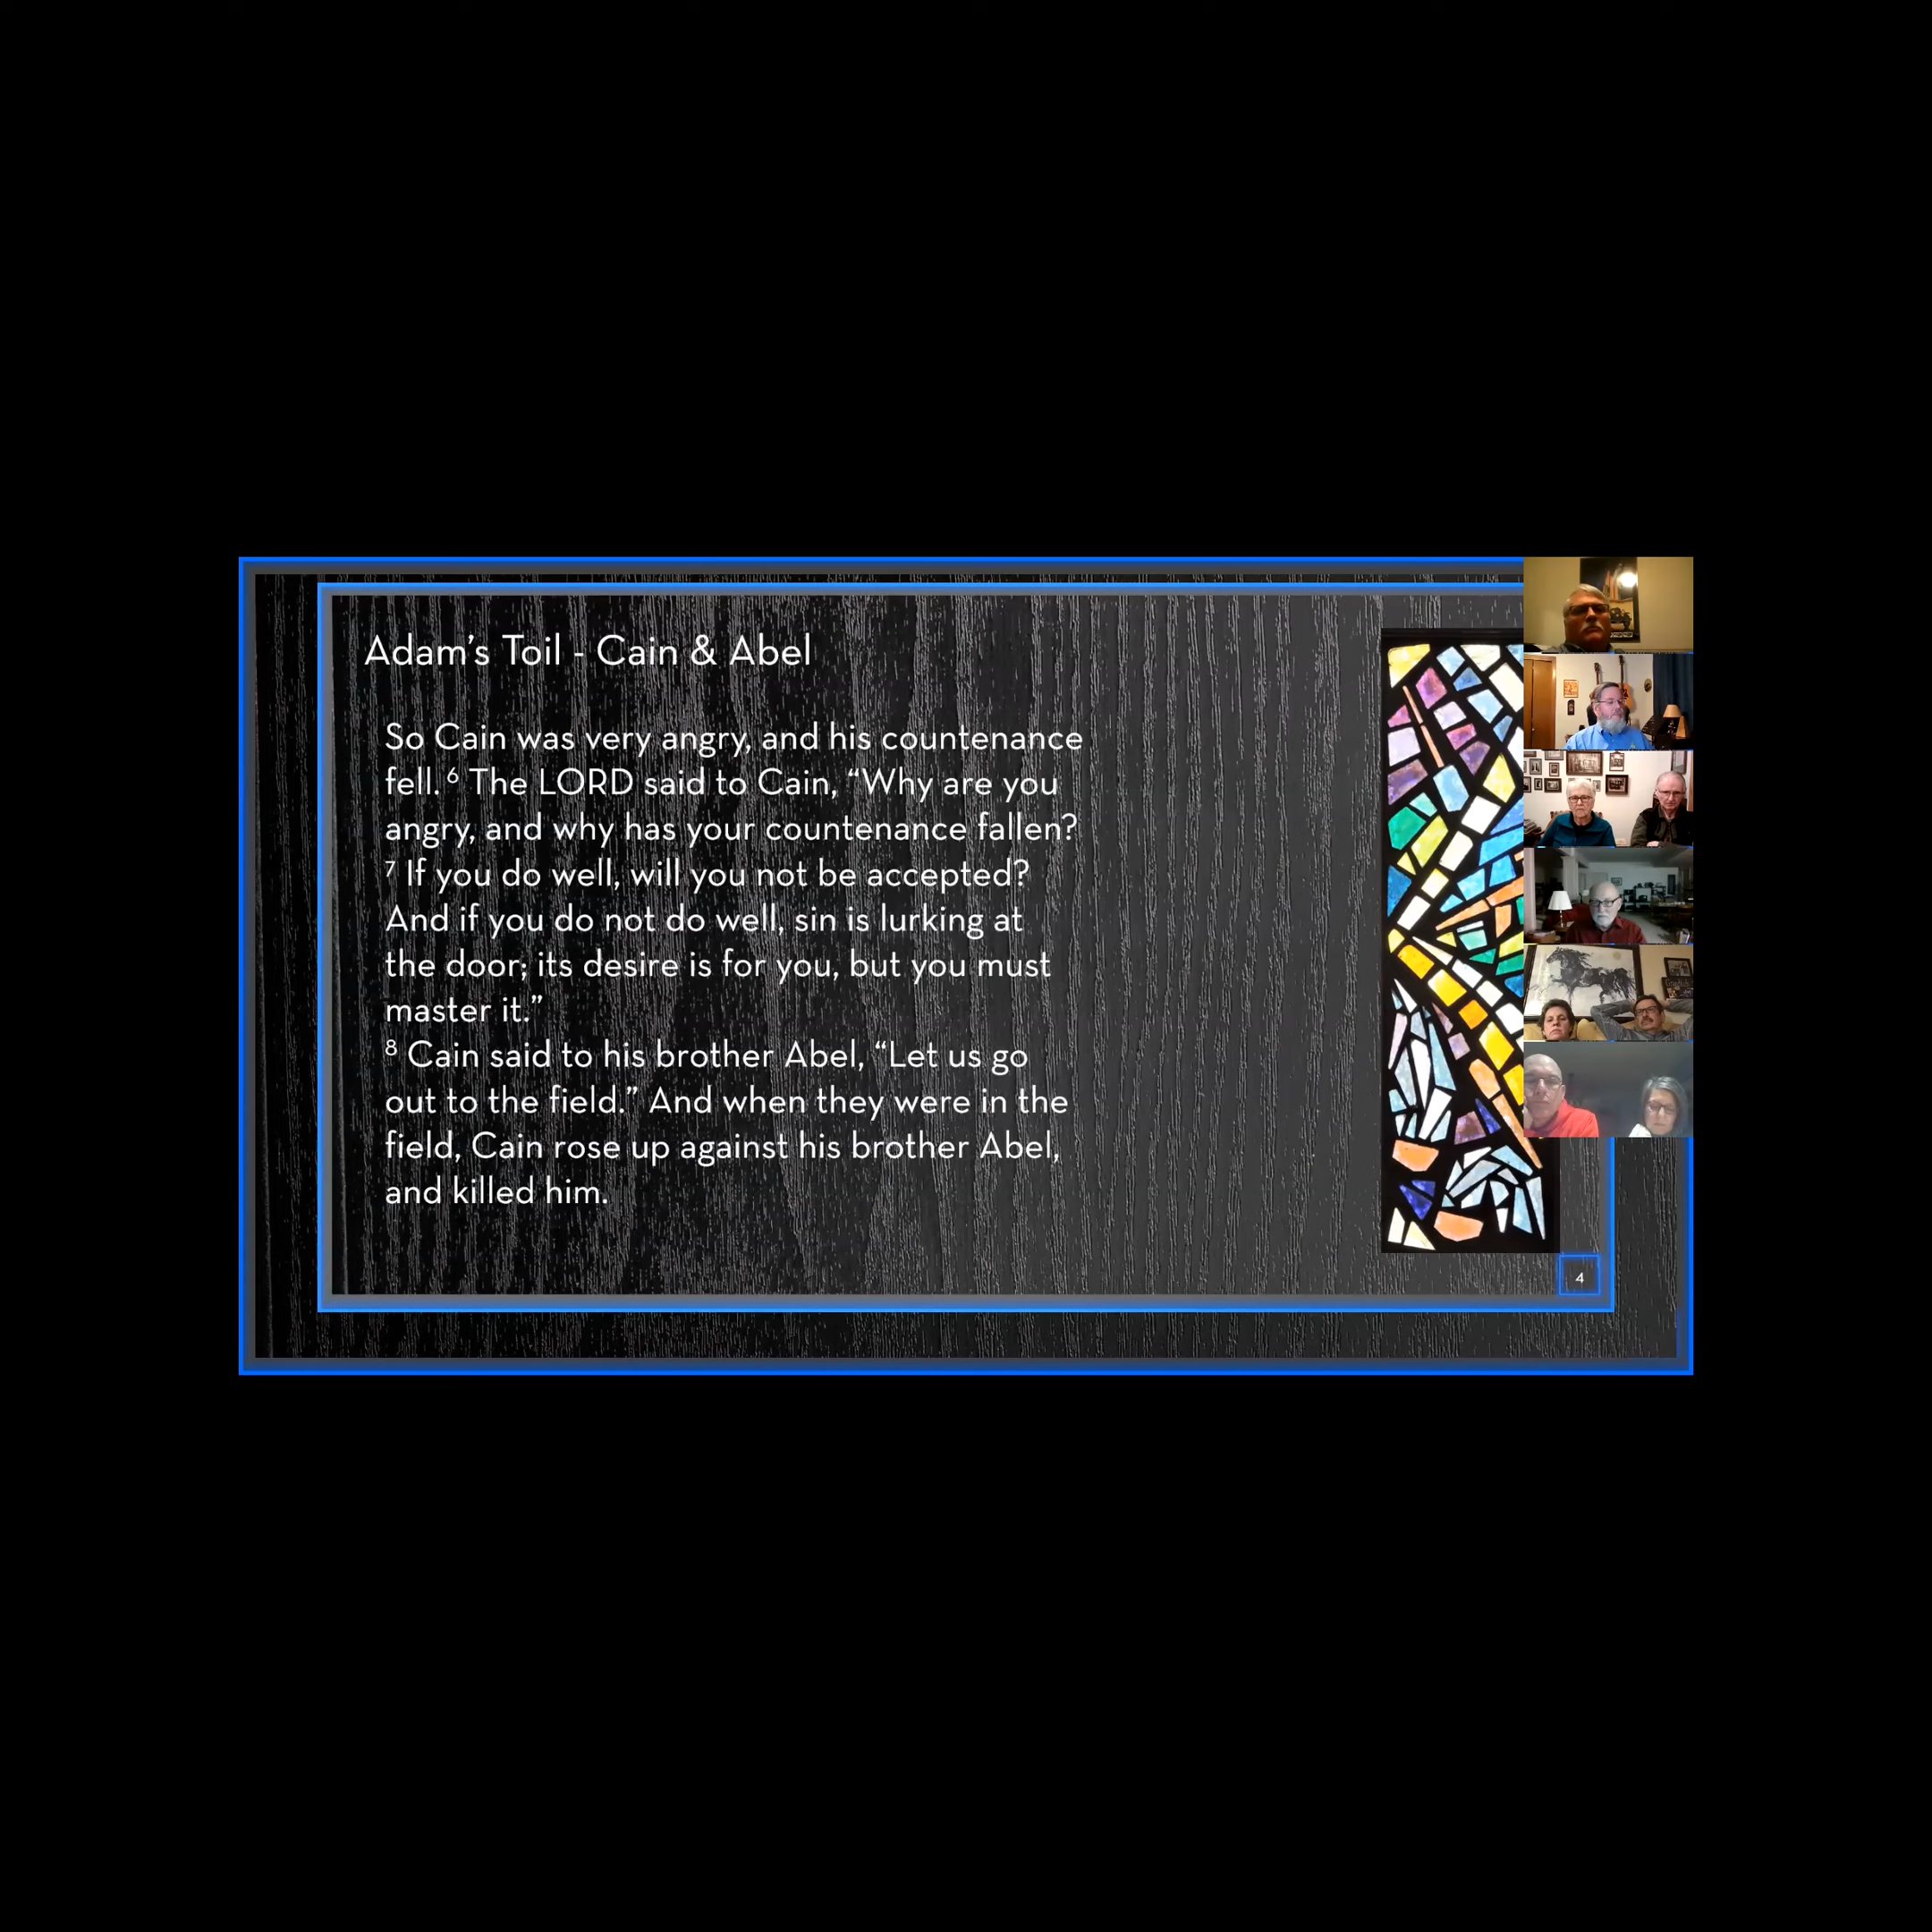 Adam’s Toil - Cain & Abel
So Cain was very angry, and his countenance
fell. ⁶ The LORD said to Cain, “Why are you
angry, and why has your countenance fallen?
⁷ If you do well, will you not be accepted?
And if you do not do well, sin is lurking at
the door; its desire is for you, but you must
master it.”
⁸ Cain said to his brother Abel, “Let us go
out to the field.” And when they were in the
field, Cain rose up against his brother Abel,
and killed him.
4